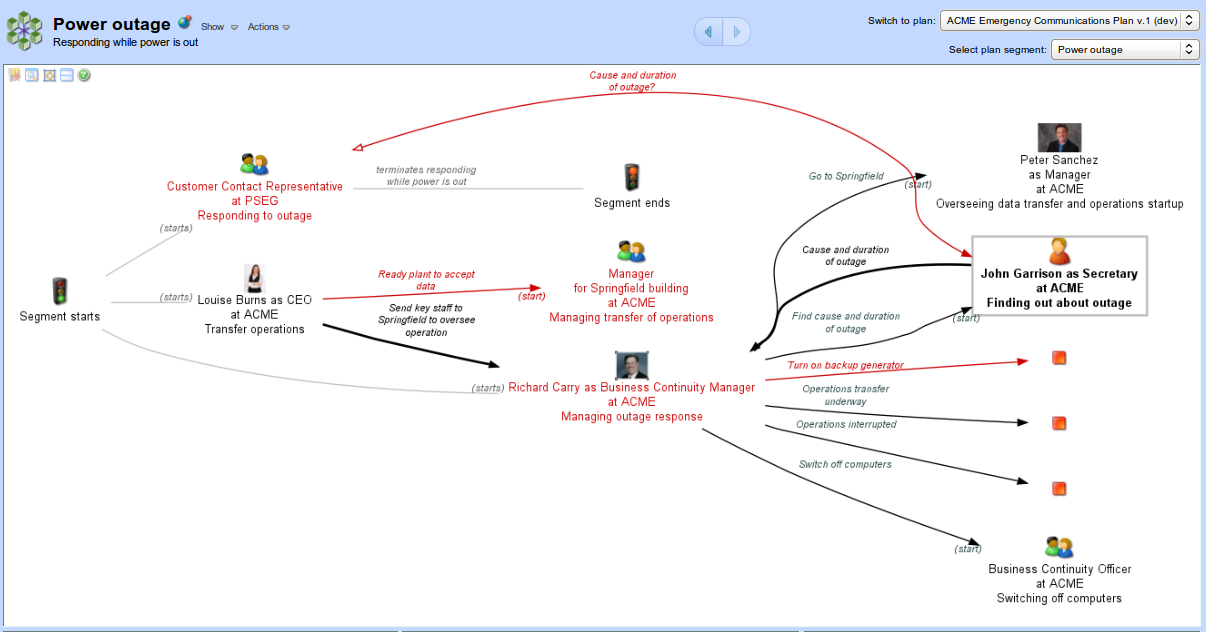 Power outage
Show
Actions
Responding while power is out
Switch to plan:
ACME Emergency Communications Plan v.1 (dev)
Select plan segment:
Power outage
Cause and duration
of outage?
Customer Contact Representative
at PSEG
Responding to outage
terminates responding
while power is out
Segment ends
Go to Springfield
(start)
Peter Sanchez
as Manager
at ACME
Overseeing data transfer and operations startup
(starts)
Segment starts
(starts)
Louise Burns as CEO
at ACME
Transfer operations
Ready plant to accept
data
(start)
Send key staff to
Springfield to oversee
operation
Manager
for Springfield building
at ACME
Managing transfer of operations
Cause and duration
of outage
John Garrison as Secretary
at ACME
Finding out about outage
Find cause and duration
of outage
(start)
(starts)
Richard Carry as Business Continuity Manager
at ACME
Managing outage response
Turn on backup generator
Operations transfer
underway
Operations interrupted
Switch off computers
(start)
Business Continuity Officer
at ACME
Switching off computers